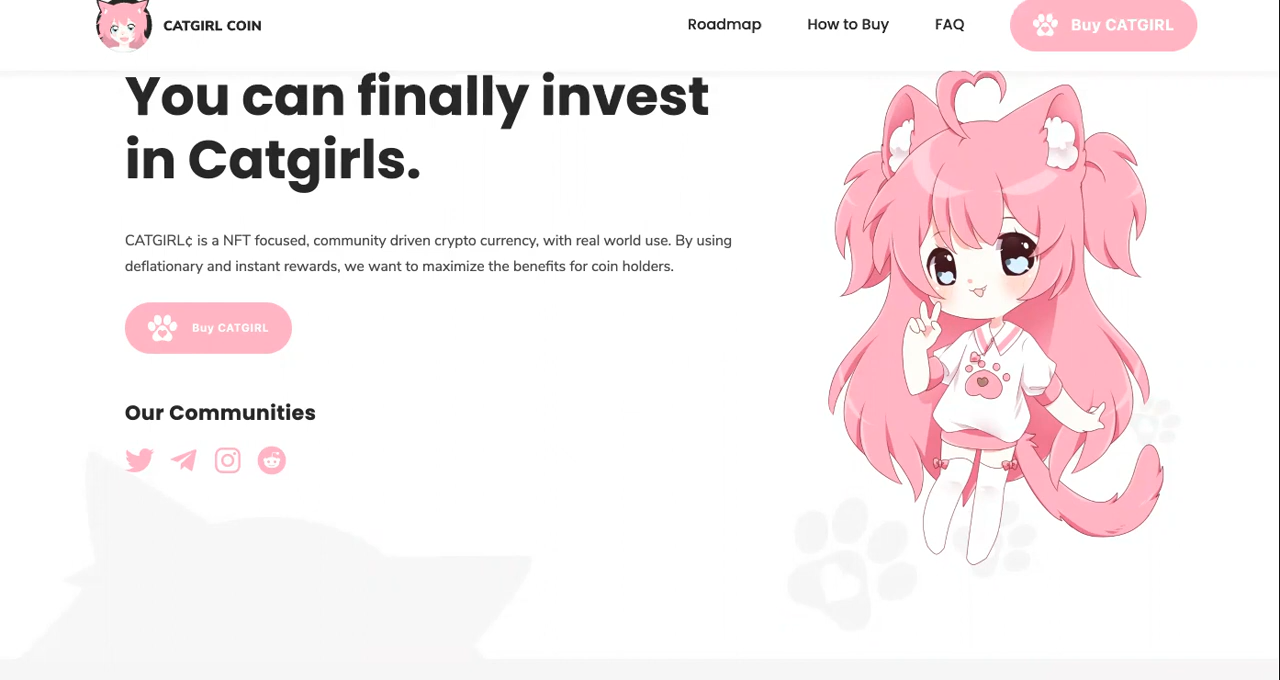 CATGIRL COIN
Roadmap
How to Buy
FAQ
Buy CATGIRL
You can finally invest
in Catgirls.
CATGIRL¢ is a NFT focused, community driven crypto currency, with real world use. By using
deflationary and instant rewards, we want to maximize the benefits for coin holders.
Buy CATGIRL
Our Communities